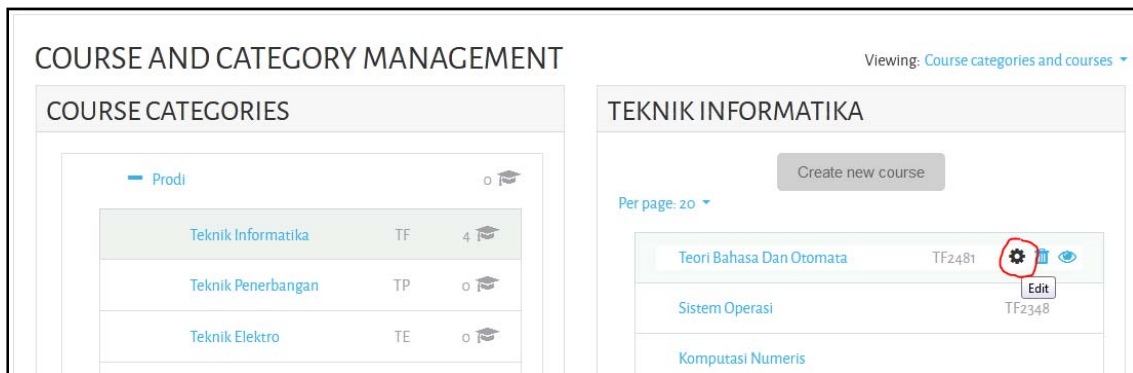 COURSE AND CATEGORY MANAGEMENT
Viewing: Course categories and courses
COURSE CATEGORIES
Prodi 0
Teknik Informatika TF 4
Teknik Penerbangan TP 0
Teknik Elektro TE 0
TEKNIK INFORMATIKA
Create new course
Per page: 20
Teori Bahasa Dan Otomata TF2481
Edit
Sistem Operasi TF2348
Komputasi Numeris